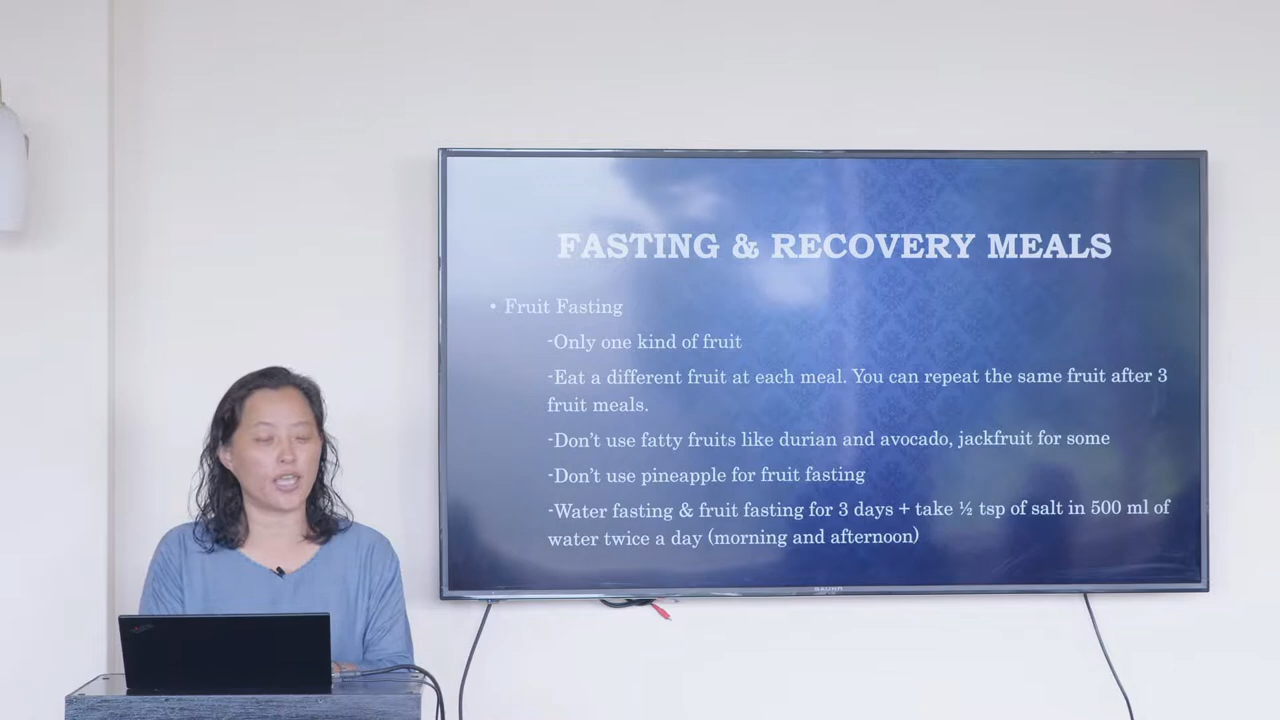 FASTING & RECOVERY MEALS
• Fruit Fasting
-Only one kind of fruit
-Eat a different fruit at each meal. You can repeat the same fruit after 3
fruit meals.
-Don't use fatty fruits like durian and avocado, jackfruit for some
-Don't use pineapple for fruit fasting
-Water fasting & fruit fasting for 3 days + take ½ tsp of salt in 500 ml of
water twice a day (morning and afternoon)